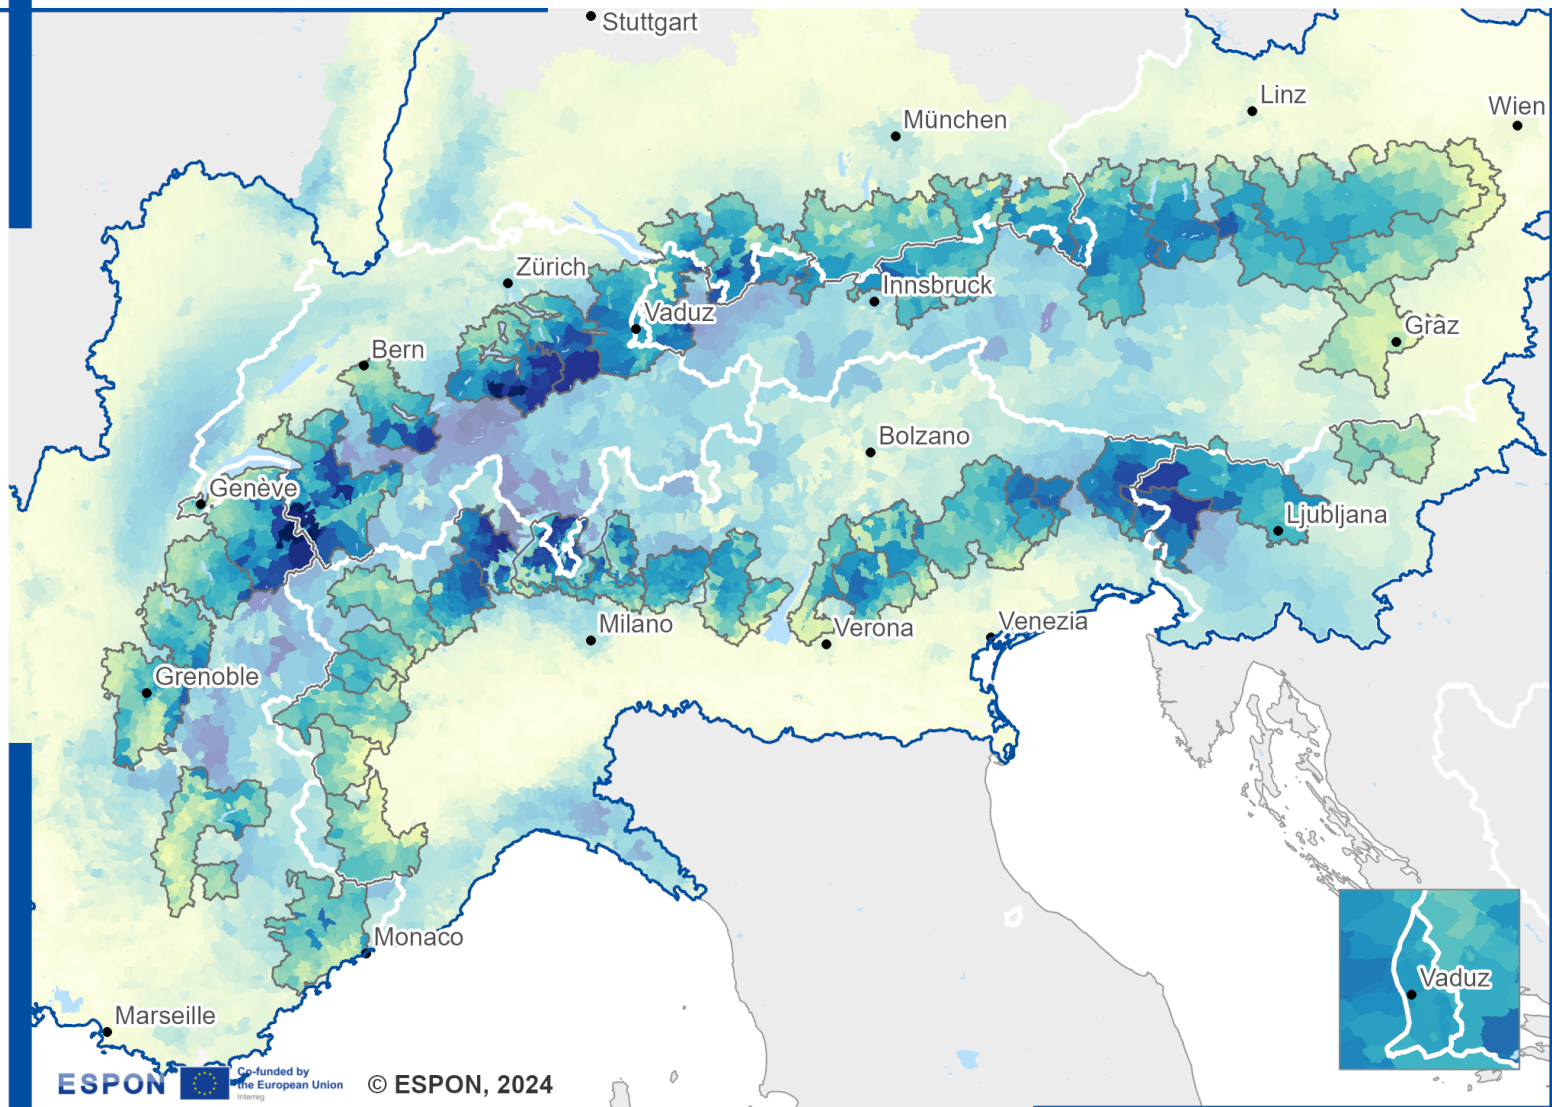 Stuttgart
Linz
Wien
München
Zürich
Innsbruck
Vaduz
Graz
Bern
Bolzano
Genève
Ljubljana
Milano
Verona
Venezia
Grenoble
Monaco
Vaduz
Marseille
ESPON
Co-funded by
the European Union
Interreg
© ESPON, 2024